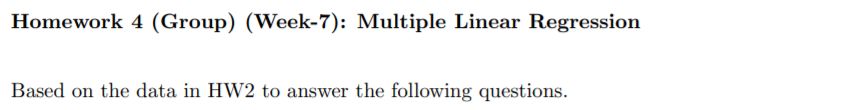 Homework 4 (Group) (Week-7): Multiple Linear Regression
Based on the data in HW2 to answer the following questions.